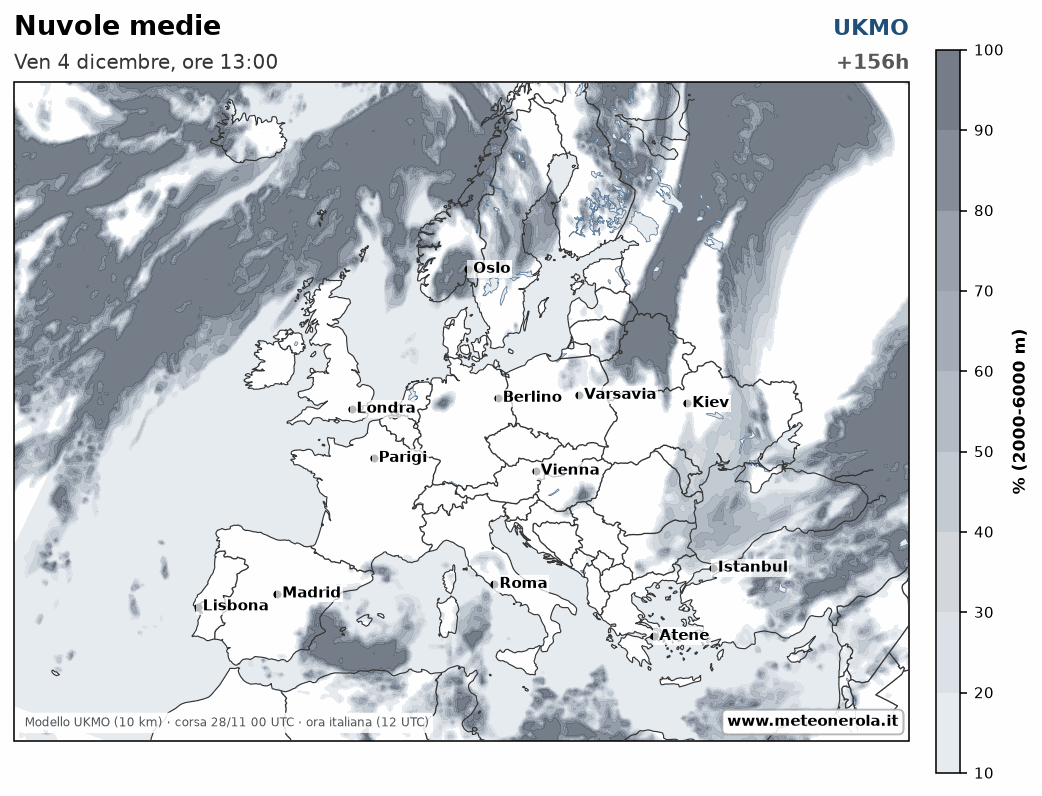 Nuvole medie
UKMO
Ven 4 dicembre, ore 13:00
+156h
100
90
80
70
60
50
40
30
20
10
% (2000-6000 m)
Oslo
Berlino
Varsavia
Kiev
Londra
Parigi
Vienna
Istanbul
Roma
Madrid
Lisbona
Atene
Modello UKMO (10 km) · corsa 28/11 00 UTC · ora italiana (12 UTC)
www.meteonerola.it